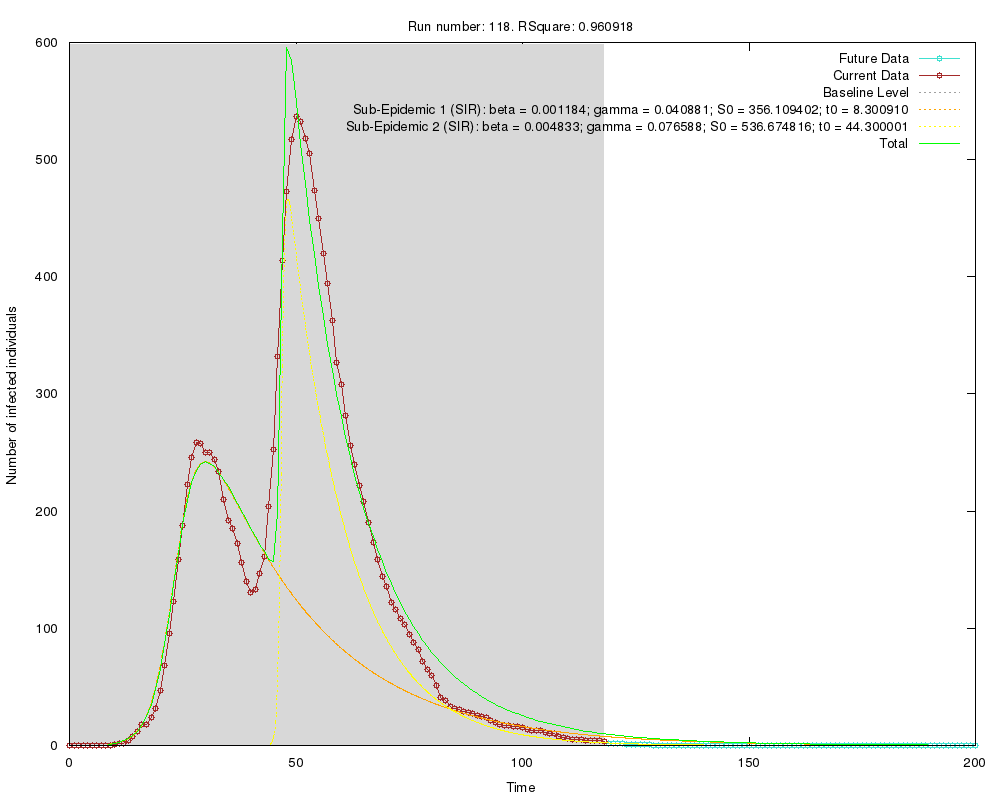 Run number: 118. RSquare: 0.960918
600
500
400
300
200
100
0
Number of infected individuals
Future Data
Current Data
Baseline Level
Sub-Epidemic 1 (SIR): beta = 0.001184; gamma = 0.040881; S0 = 356.109402; t0 = 8.300910
Sub-Epidemic 2 (SIR): beta = 0.004833; gamma = 0.076588; S0 = 536.674816; t0 = 44.300001
Total
0 50 100 150 200
Time